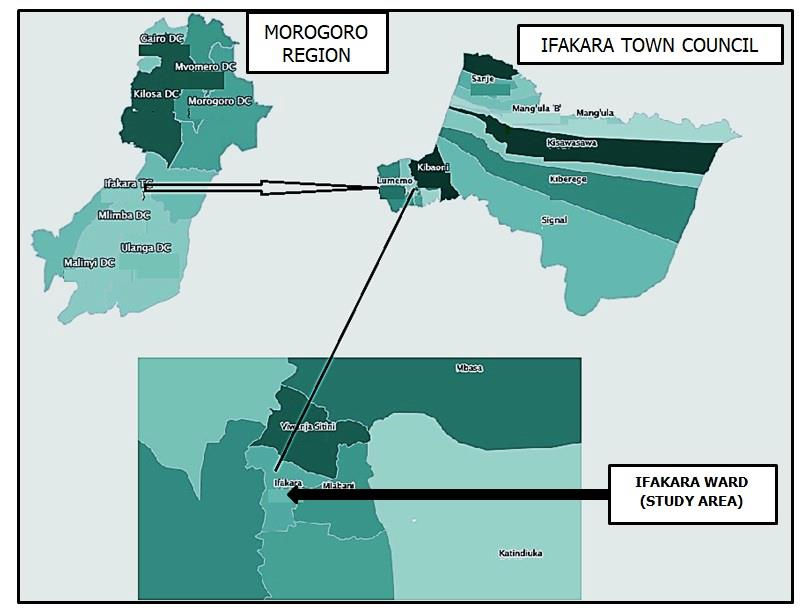 MOROGORO
REGION
IFAKARA TOWN COUNCIL
Cairo DC
Mvomero DC
Kilosa DC
Morogoro DC
Ifakara TC
Mlimba DC
Ulanga DC
Malinyi DC
Sanje
Mang'ula 'B'
Mang'ula
Kisawasawa
Kibaoni
Lumemo
Kiberege
Signal
Mbasa
Viwanja Sitini
Ifakara
Mlabani
Katindiuka
IFAKARA WARD
(STUDY AREA)